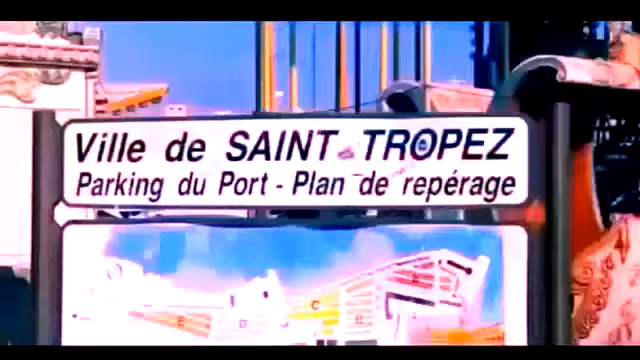 Ville de SAINT TROPEZ
Parking du Port - Plan de repérage